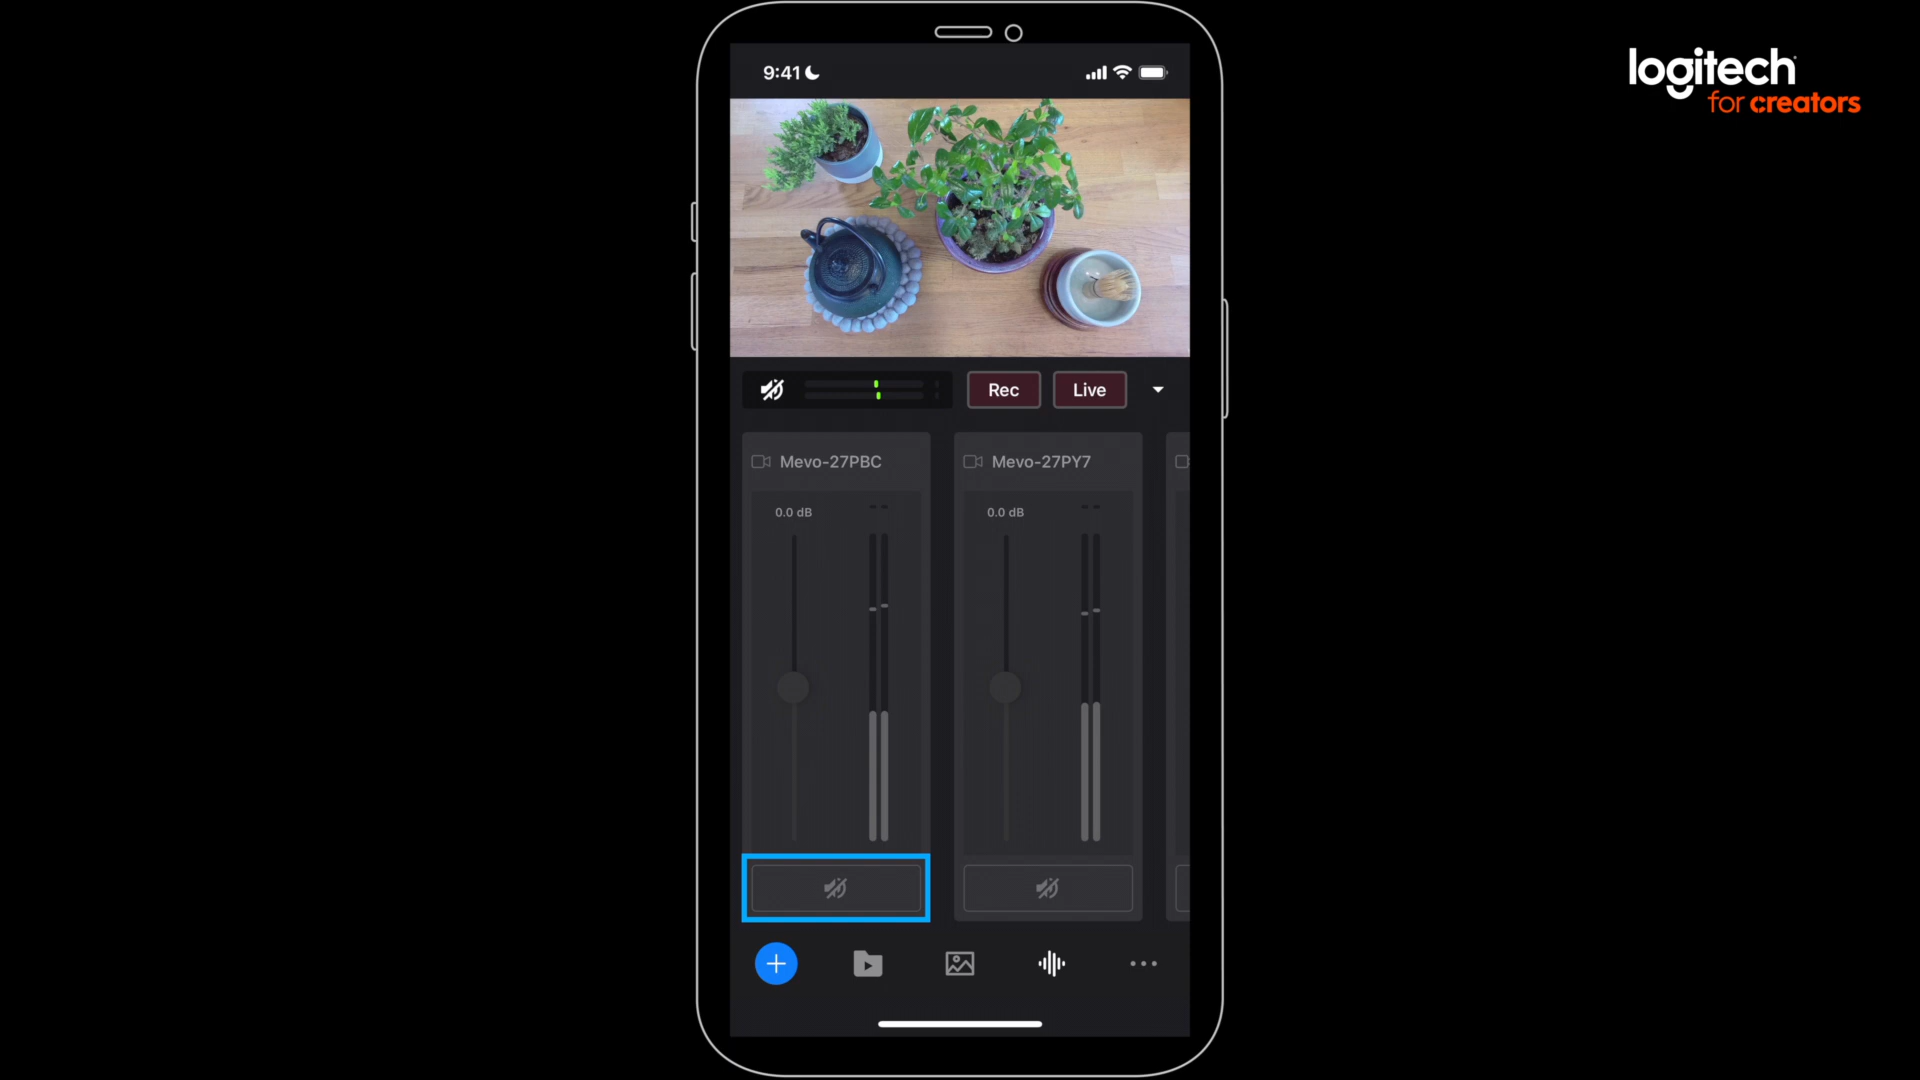 9:41
logitech
for creators
Rec
Live
Mevo-27PBC
Mevo-27PY7
0.0 dB
0.0 dB